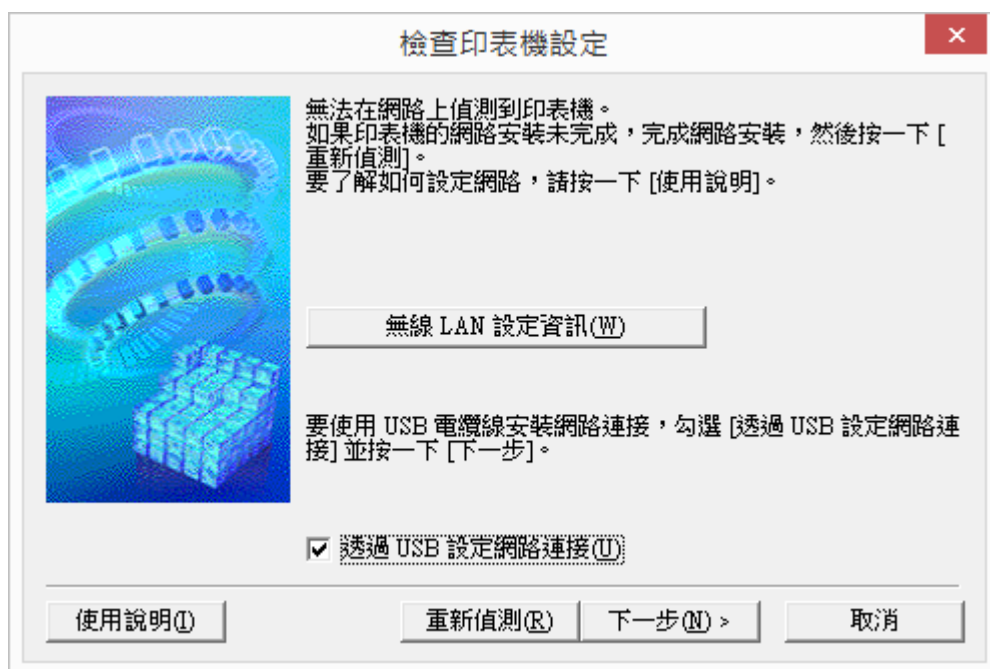 檢查印表機設定
無法在網路上偵測到印表機。
如果印表機的網路安裝未完成，完成網路安裝，然後按一下 [
重新偵測]。
要了解如何設定網路，請按一下 [使用說明]。
無線 LAN 設定資訊(W)
要使用 USB 電纜線安裝網路連接，勾選 [透過 USB 設定網路連
接] 並按一下 [下一步]。
透過 USB 設定網路連接(U)
使用說明(I)
重新偵測(R)
下一步(N) >
取消